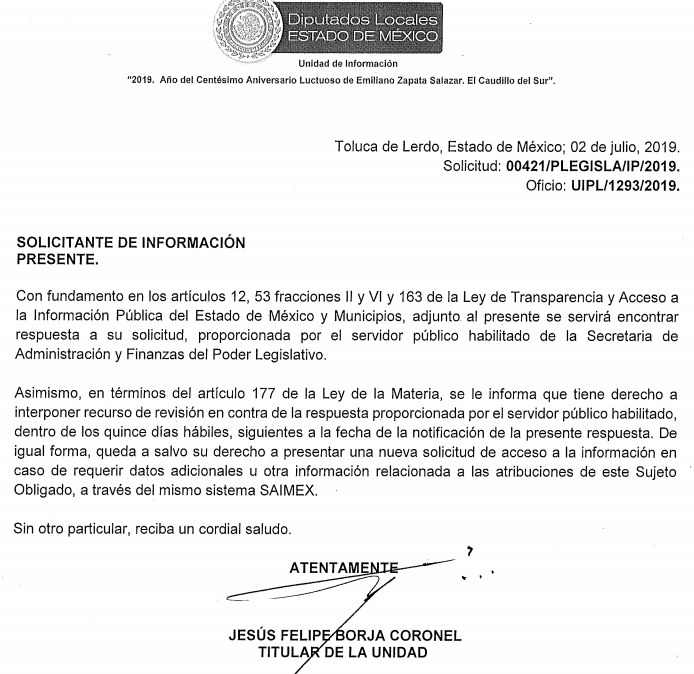 Diputados Locales
ESTADO DE MÉXICO
Unidad de Información
"2019. Año del Centésimo Aniversario Luctuoso de Emiliano Zapata Salazar. El Caudillo del Sur".
Toluca de Lerdo, Estado de México; 02 de julio, 2019.
Solicitud: 00421/PLEGISLA/IP/2019.
Oficio: UIPL/1293/2019.
SOLICITANTE DE INFORMACIÓN
PRESENTE.
Con fundamento en los artículos 12, 53 fracciones II y VI y 163 de la Ley de Transparencia y Acceso a
la Información Pública del Estado de México y Municipios, adjunto al presente se servirá encontrar
respuesta a su solicitud, proporcionada por el servidor público habilitado de la Secretaria de
Administración y Finanzas del Poder Legislativo.
Asimismo, en términos del artículo 177 de la Ley de la Materia, se le informa que tiene derecho a
interponer recurso de revisión en contra de la respuesta proporcionada por el servidor público habilitado,
dentro de los quince días hábiles, siguientes a la fecha de la notificación de la presente respuesta. De
igual forma, queda a salvo su derecho a presentar una nueva solicitud de acceso a la información en
caso de requerir datos adicionales u otra información relacionada a las atribuciones de este Sujeto
Obligado, a través del mismo sistema SAIMEX.
Sin otro particular, reciba un cordial saludo.
ATENTAMENTE
JESÚS FELIPE BORJA CORONEL
TITULAR DE LA UNIDAD